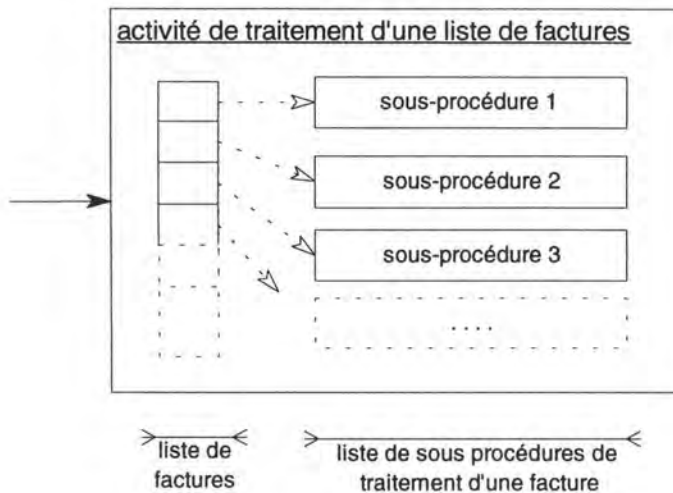 activité de traitement d'une liste de factures
sous-procédure 1
sous-procédure 2
sous-procédure 3
....
liste de
factures
liste de sous procédures de
traitement d'une facture